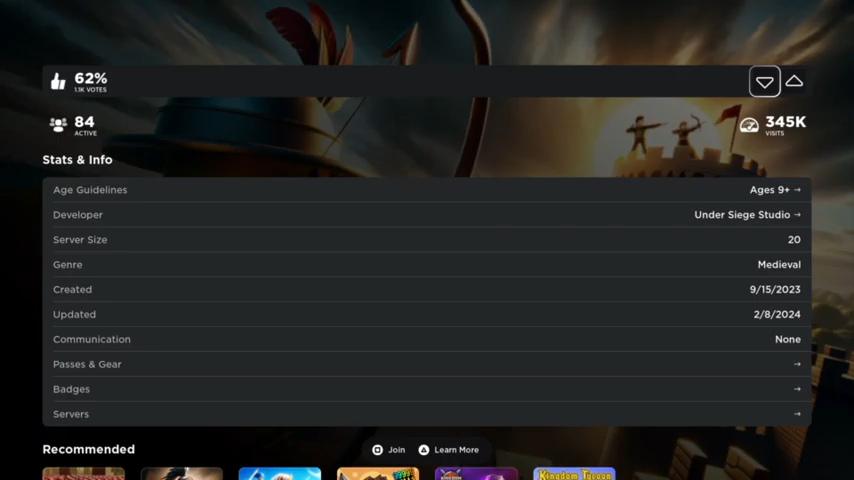 62%
1.1K VOTES
84
ACTIVE
345K
VISITS
Stats & Info
Age Guidelines Ages 9+ →
Developer Under Siege Studio →
Server Size 20
Genre Medieval
Created 9/15/2023
Updated 2/8/2024
Communication None
Passes & Gear →
Badges →
Servers →
Recommended
Join Learn More
Kingdom Tycoon